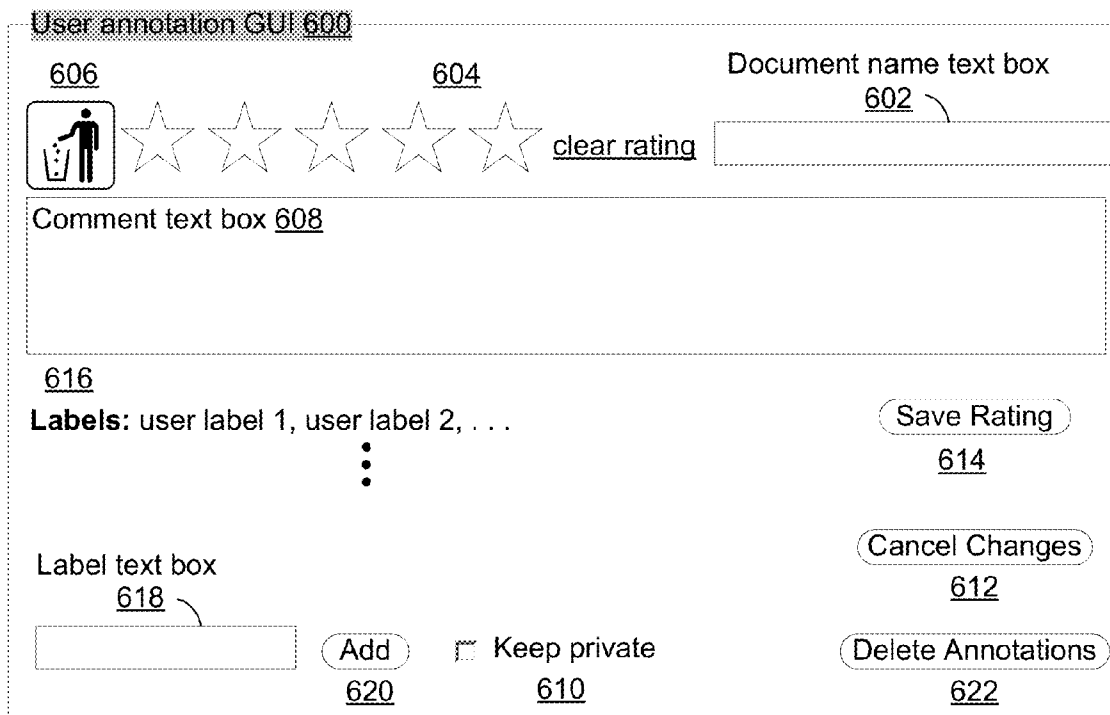 User annotation GUI 600
606
604
Document name text box
602
clear rating
Comment text box 608
616
Labels: user label 1, user label 2, . . .
Save Rating
614
Cancel Changes
612
Label text box
618
Add
Keep private
Delete Annotations
620
610
622